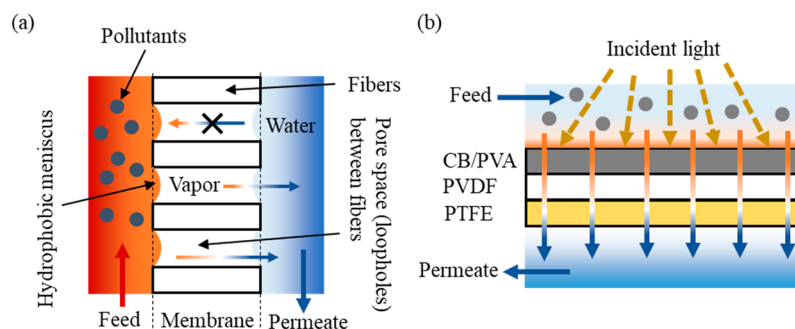 (a)
Pollutants
Fibers
Water
Vapor
Hydrophobic meniscus
Pore space (loopholes)
between fibers
Feed
Membrane
Permeate
(b)
Incident light
Feed
CB/PVA
PVDF
PTFE
Permeate